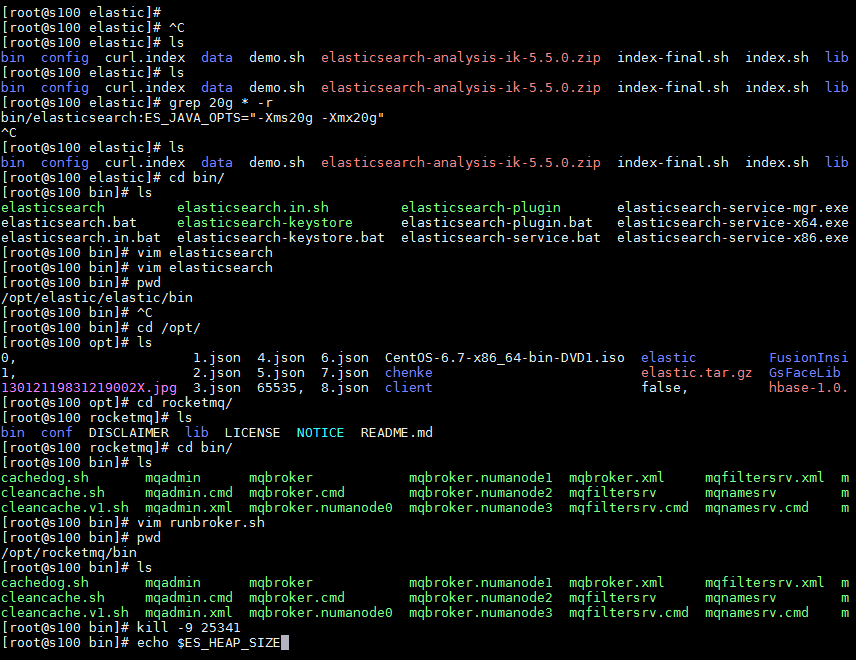 [root@s100 elastic]#
[root@s100 elastic]# ^C
[root@s100 elastic]# ls
bin  config  curl.index  data  demo.sh  elasticsearch-analysis-ik-5.5.0.zip  index-final.sh  index.sh  lib
[root@s100 elastic]# ls
bin  config  curl.index  data  demo.sh  elasticsearch-analysis-ik-5.5.0.zip  index-final.sh  index.sh  lib
[root@s100 elastic]# grep 20g * -r
bin/elasticsearch:ES_JAVA_OPTS="-Xms20g -Xmx20g"
^C
[root@s100 elastic]# ls
bin  config  curl.index  data  demo.sh  elasticsearch-analysis-ik-5.5.0.zip  index-final.sh  index.sh  lib
[root@s100 elastic]# cd bin/
[root@s100 bin]# ls
elasticsearch         elasticsearch.in.sh         elasticsearch-plugin       elasticsearch-service-mgr.exe
elasticsearch.bat     elasticsearch-keystore      elasticsearch-plugin.bat   elasticsearch-service-x64.exe
elasticsearch.in.bat  elasticsearch-keystore.bat  elasticsearch-service.bat  elasticsearch-service-x86.exe
[root@s100 bin]# vim elasticsearch
[root@s100 bin]# vim elasticsearch
[root@s100 bin]# pwd
/opt/elastic/elastic/bin
[root@s100 bin]# ^C
[root@s100 bin]# cd /opt/
[root@s100 opt]# ls
0,                      1.json  4.json  6.json  CentOS-6.7-x86_64-bin-DVD1.iso  elastic         FusionInsi
1,                      2.json  5.json  7.json  chenke                          elastic.tar.gz  GsFaceLib
13012119831219002X.jpg  3.json  65535,  8.json  client                          false,          hbase-1.0.
[root@s100 opt]# cd rocketmq/
[root@s100 rocketmq]# ls
bin  conf  DISCLAIMER  lib  LICENSE  NOTICE  README.md
[root@s100 rocketmq]# cd bin/
[root@s100 bin]# ls
cachedog.sh       mqadmin      mqbroker            mqbroker.numanode1  mqbroker.xml     mqfiltersrv.xml  m
cleancache.sh     mqadmin.cmd  mqbroker.cmd        mqbroker.numanode2  mqfiltersrv      mqnamesrv        m
cleancache.v1.sh  mqadmin.xml  mqbroker.numanode0  mqbroker.numanode3  mqfiltersrv.cmd  mqnamesrv.cmd    m
[root@s100 bin]# vim runbroker.sh
[root@s100 bin]# pwd
/opt/rocketmq/bin
[root@s100 bin]# ls
cachedog.sh       mqadmin      mqbroker            mqbroker.numanode1  mqbroker.xml     mqfiltersrv.xml  m
cleancache.sh     mqadmin.cmd  mqbroker.cmd        mqbroker.numanode2  mqfiltersrv      mqnamesrv        m
cleancache.v1.sh  mqadmin.xml  mqbroker.numanode0  mqbroker.numanode3  mqfiltersrv.cmd  mqnamesrv.cmd    m
[root@s100 bin]# kill -9 25341
[root@s100 bin]# echo $ES_HEAP_SIZE